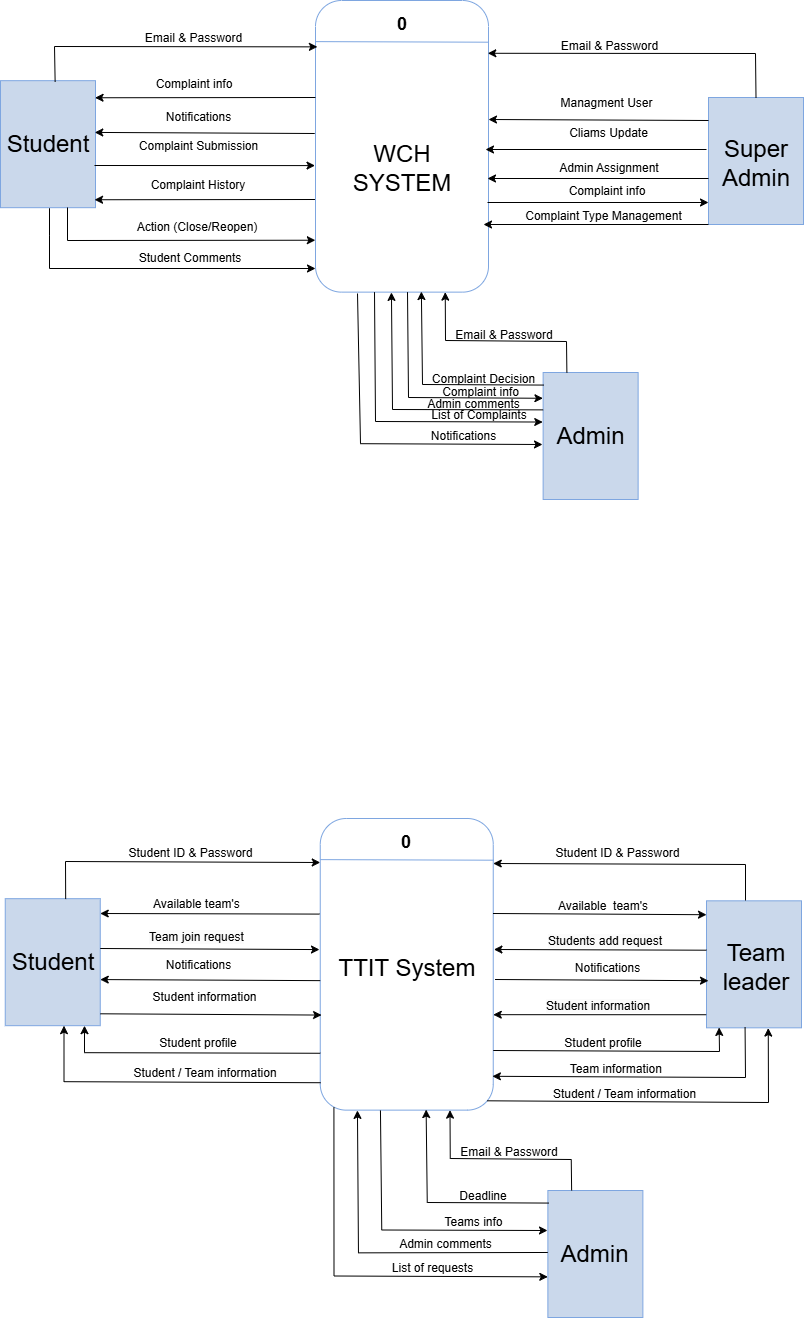 0
Email & Password
Email & Password
Complaint info
Managment User
Notifications
Cliams Update
Student
Complaint Submission
WCH
SYSTEM
Super
Admin
Admin Assignment
Complaint History
Complaint info
Complaint Type Management
Action (Close/Reopen)
Student Comments
Email & Password
Complaint Decision
Complaint info
Admin comments
List of Complaints
Notifications
Admin
0
Student ID & Password
Student ID & Password
Available team's
Available  team's
Team join request
Students add request
Student
Notifications
TTIT System
Notifications
Team
leader
Student information
Student information
Student profile
Student profile
Student / Team information
Team information
Student / Team information
Email & Password
Deadline
Teams info
Admin comments
Admin
List of requests